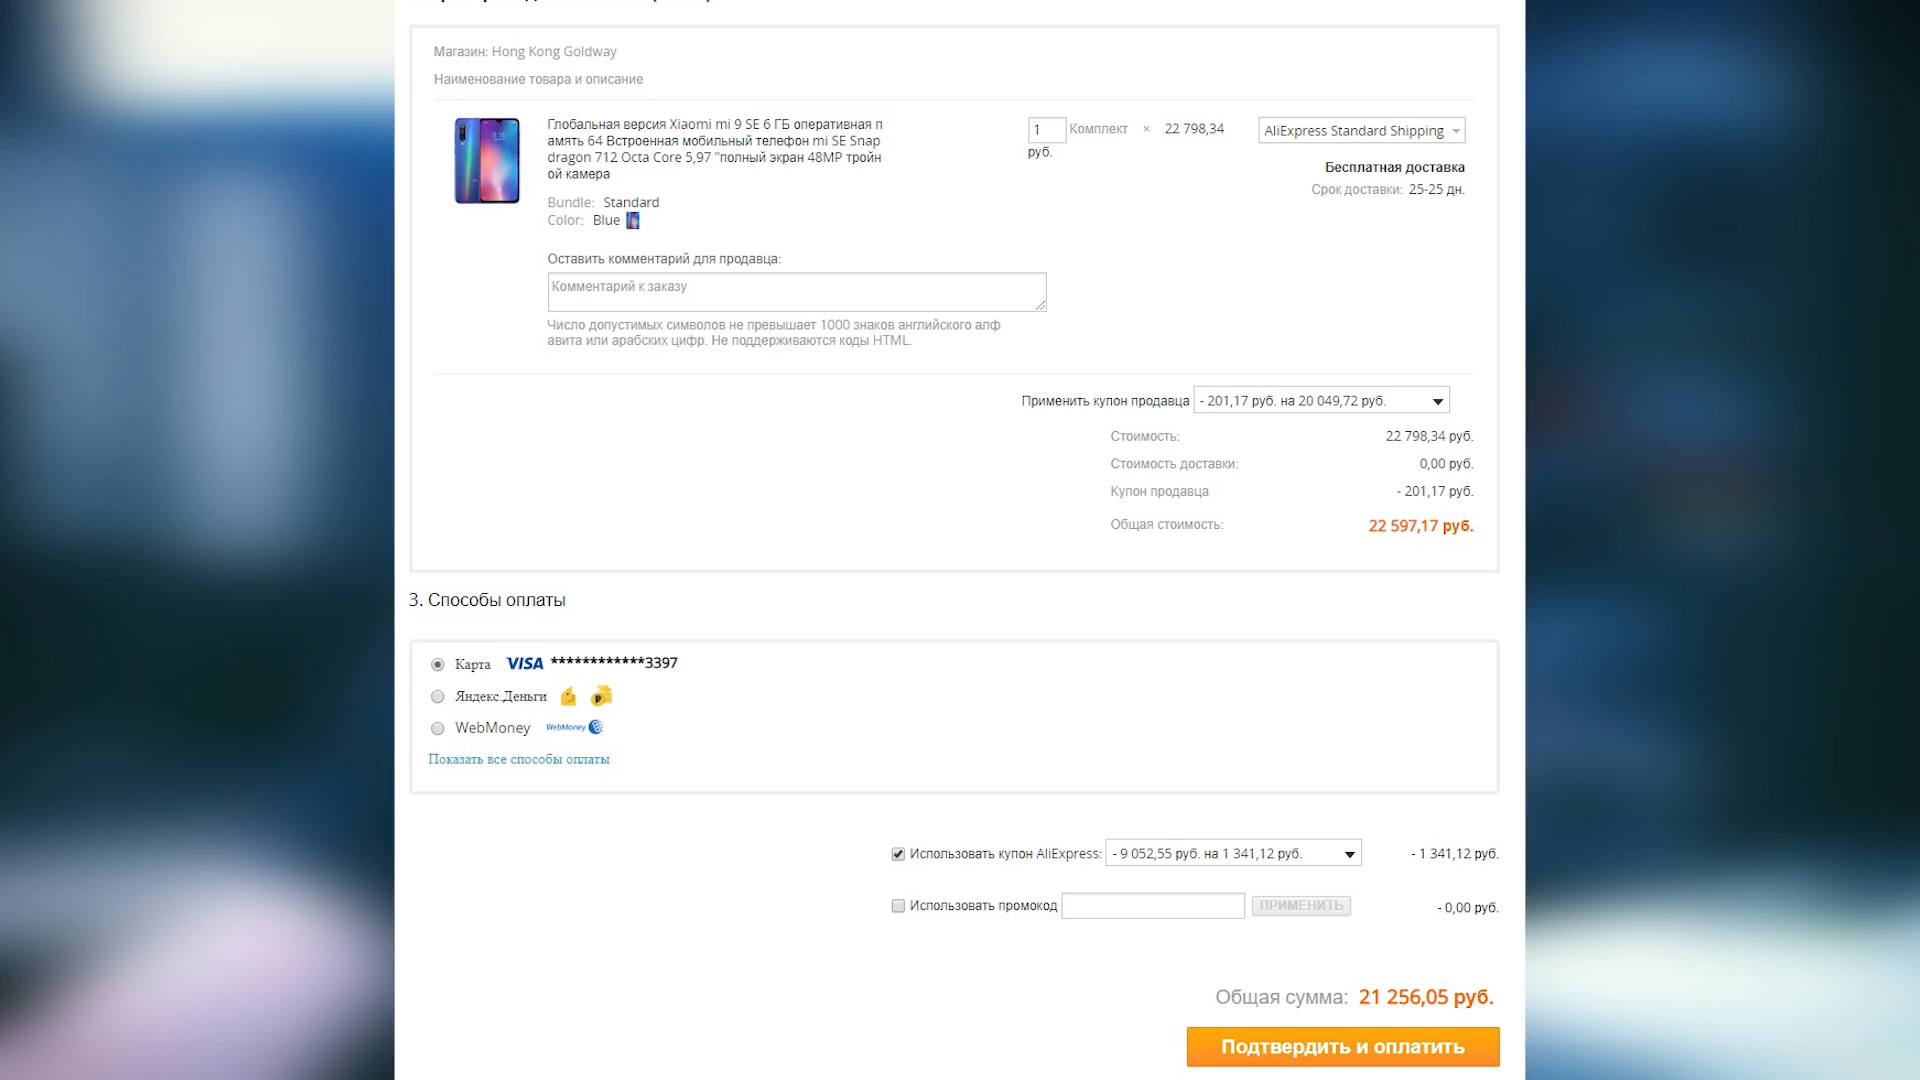 Магазин: Hong Kong Goldway
Наименование товара и описание
Глобальная версия Xiaomi mi 9 SE 6 ГБ оперативная п
амять 64 Встроенная мобильный телефон mi SE Snap
dragon 712 Octa Core 5,97 "полный экран 48MP тройн
ой камера
Bundle: Standard
Color: Blue
1 Комплект × 22 798,34
руб.
AliExpress Standard Shipping
Бесплатная доставка
Срок доставки: 25-25 дн.
Оставить комментарий для продавца:
Комментарий к заказу
Число допустимых символов не превышает 1000 знаков английского алф
авита или арабских цифр. Не поддерживаются коды HTML.
Применить купон продавца - 201,17 руб. на 20 049,72 руб.
Стоимость: 22 798,34 руб.
Стоимость доставки: 0,00 руб.
Купон продавца - 201,17 руб.
Общая стоимость: 22 597,17 руб.
3. Способы оплаты
Карта VISA ************3397
Яндекс.Деньги
WebMoney WebMoney
Показать все способы оплаты
Использовать купон AliExpress: - 9 052,55 руб. на 1 341,12 руб. - 1 341,12 руб.
Использовать промокод ПРИМЕНИТЬ - 0,00 руб.
Общая сумма: 21 256,05 руб.
Подтвердить и оплатить